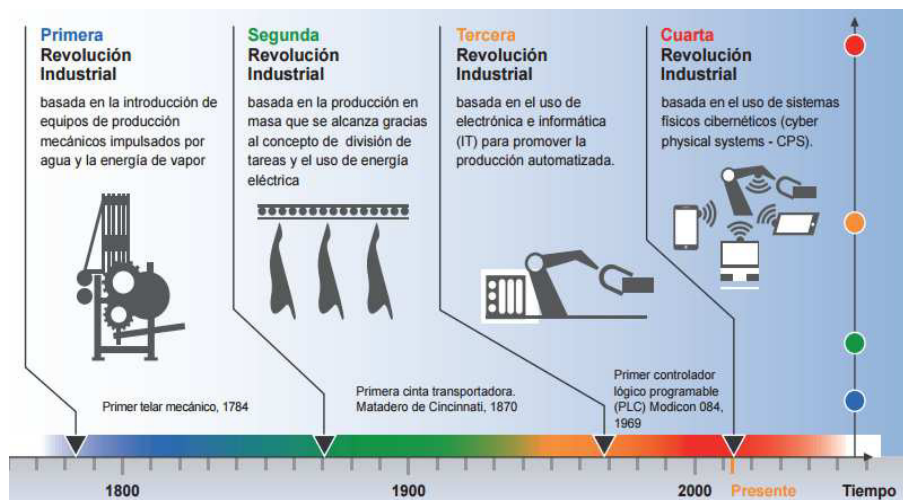 Primera
Revolución
Industrial
basada en la introducción de
equipos de producción
mecánicos impulsados por
agua y la energía de vapor
Segunda
Revolución
Industrial
basada en la producción en
masa que se alcanza gracias
al concepto de división de
tareas y el uso de energía
eléctrica
Tercera
Revolución
Industrial
basada en el uso de
electrónica e informática
(IT) para promover la
producción automatizada.
Cuarta
Revolución
Industrial
basada en el uso de sistemas
físicos cibernéticos (cyber
physical systems - CPS).
Primer telar mecánico, 1784
Primera cinta transportadora.
Matadero de Cincinnati, 1870
Primer controlador
lógico programable
(PLC) Modicon 084,
1969
1800
1900
2000
Presente
Tiempo